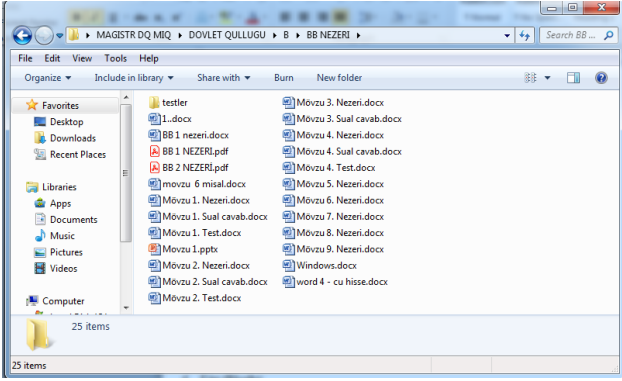 MAGISTR DQ MIQ ▸ DOVLET QULLUGU ▸ B ▸ BB NEZERI ▸
Search BB ...
File Edit View Tools Help
Organize ▾ Include in library ▾ Share with ▾ Burn New folder
Favorites
Desktop
Downloads
Recent Places
Libraries
Apps
Documents
Music
Pictures
Videos
Computer
testler
1..docx
BB 1 nezeri.docx
BB 1 NEZERI.pdf
BB 2 NEZERI.pdf
movzu 6 misal.docx
Mövzu 1. Nezeri.docx
Mövzu 1. Sual cavab.docx
Mövzu 1. Test.docx
Mövzu 1.pptx
Mövzu 2. Nezeri.docx
Mövzu 2. Sual cavab.docx
Mövzu 2. Test.docx
Mövzu 3. Nezeri.docx
Mövzu 3. Sual cavab.docx
Mövzu 4. Nezeri.docx
Mövzu 4. Sual cavab.docx
Mövzu 4. Test.docx
Mövzu 5. Nezeri.docx
Mövzu 6. Nezeri.docx
Mövzu 7. Nezeri.docx
Mövzu 8. Nezeri.docx
Mövzu 9. Nezeri.docx
Windows.docx
word 4 - cu hisse.docx
25 items
25 items